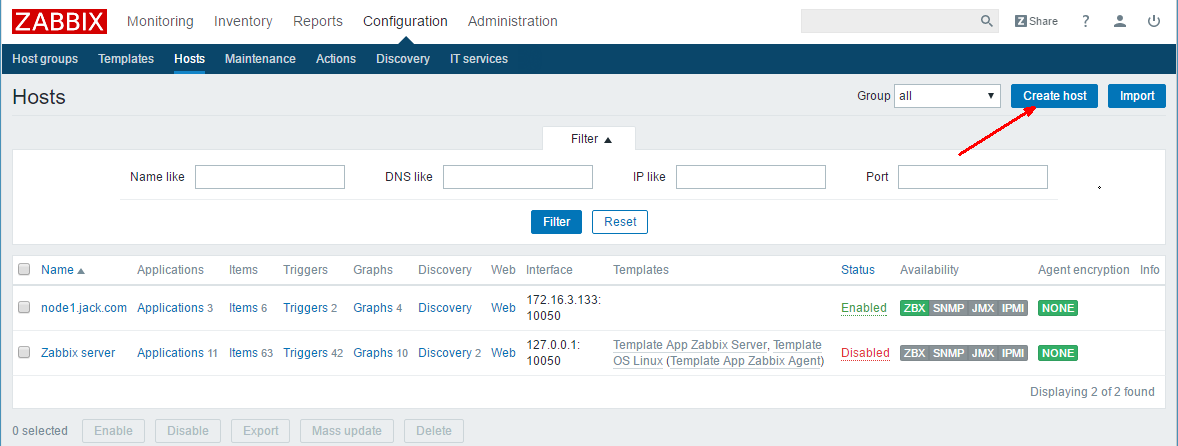 ZABBIX Monitoring Inventory Reports Configuration Administration Z Share ?
Host groups Templates Hosts Maintenance Actions Discovery IT services
Hosts Group all Create host Import
Filter
Name like DNS like IP like Port
Filter Reset
Name Applications Items Triggers Graphs Discovery Web Interface Templates Status Availability Agent encryption Info
node1.jack.com Applications 3 Items 6 Triggers 2 Graphs 4 Discovery Web 172.16.3.133: Enabled ZBX SNMP JMX IPMI NONE
10050
Zabbix server Applications 11 Items 63 Triggers 42 Graphs 10 Discovery 2 Web 127.0.0.1: Template App Zabbix Server, Template Disabled ZBX SNMP JMX IPMI NONE
10050 OS Linux (Template App Zabbix Agent)
Displaying 2 of 2 found
0 selected Enable Disable Export Mass update Delete